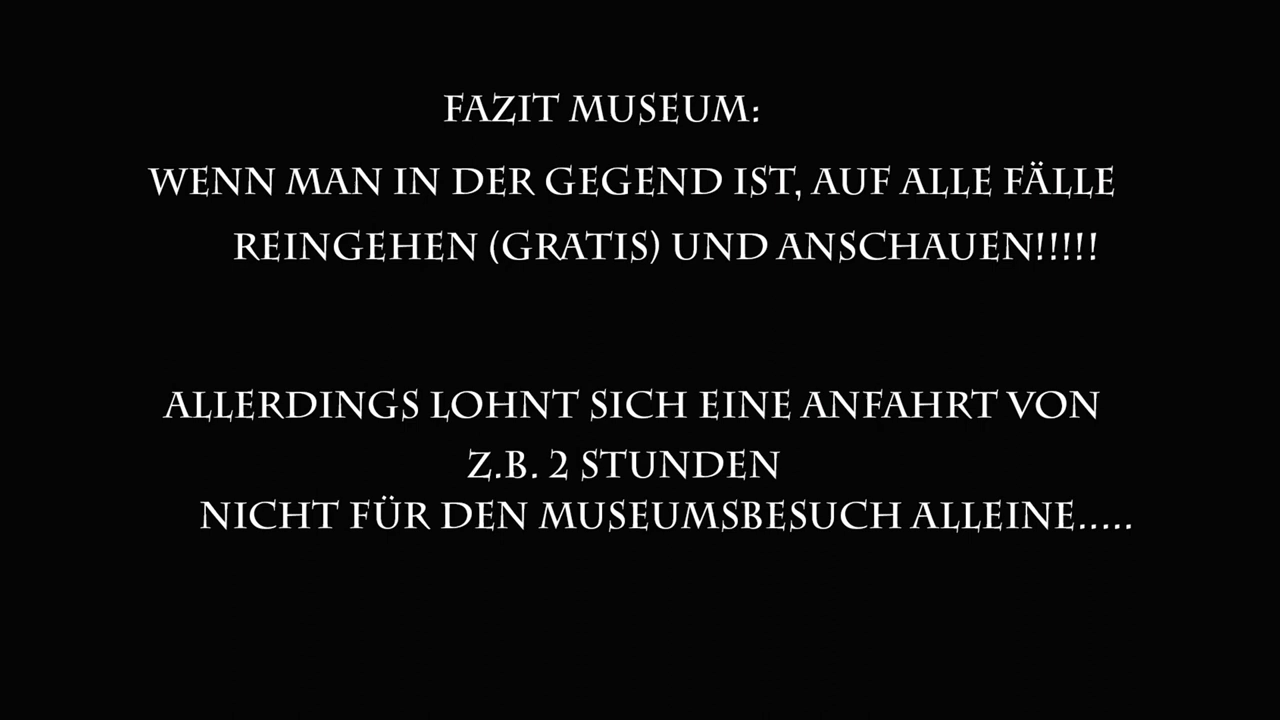 FAZIT MUSEUM:
WENN MAN IN DER GEGEND IST, AUF ALLE FÄLLE
REINGEHEN (GRATIS) UND ANSCHAUEN!!!!!
ALLERDINGS LOHNT SICH EINE ANFAHRT VON
Z.B. 2 STUNDEN
NICHT FÜR DEN MUSEUMSBESUCH ALLEINE.....